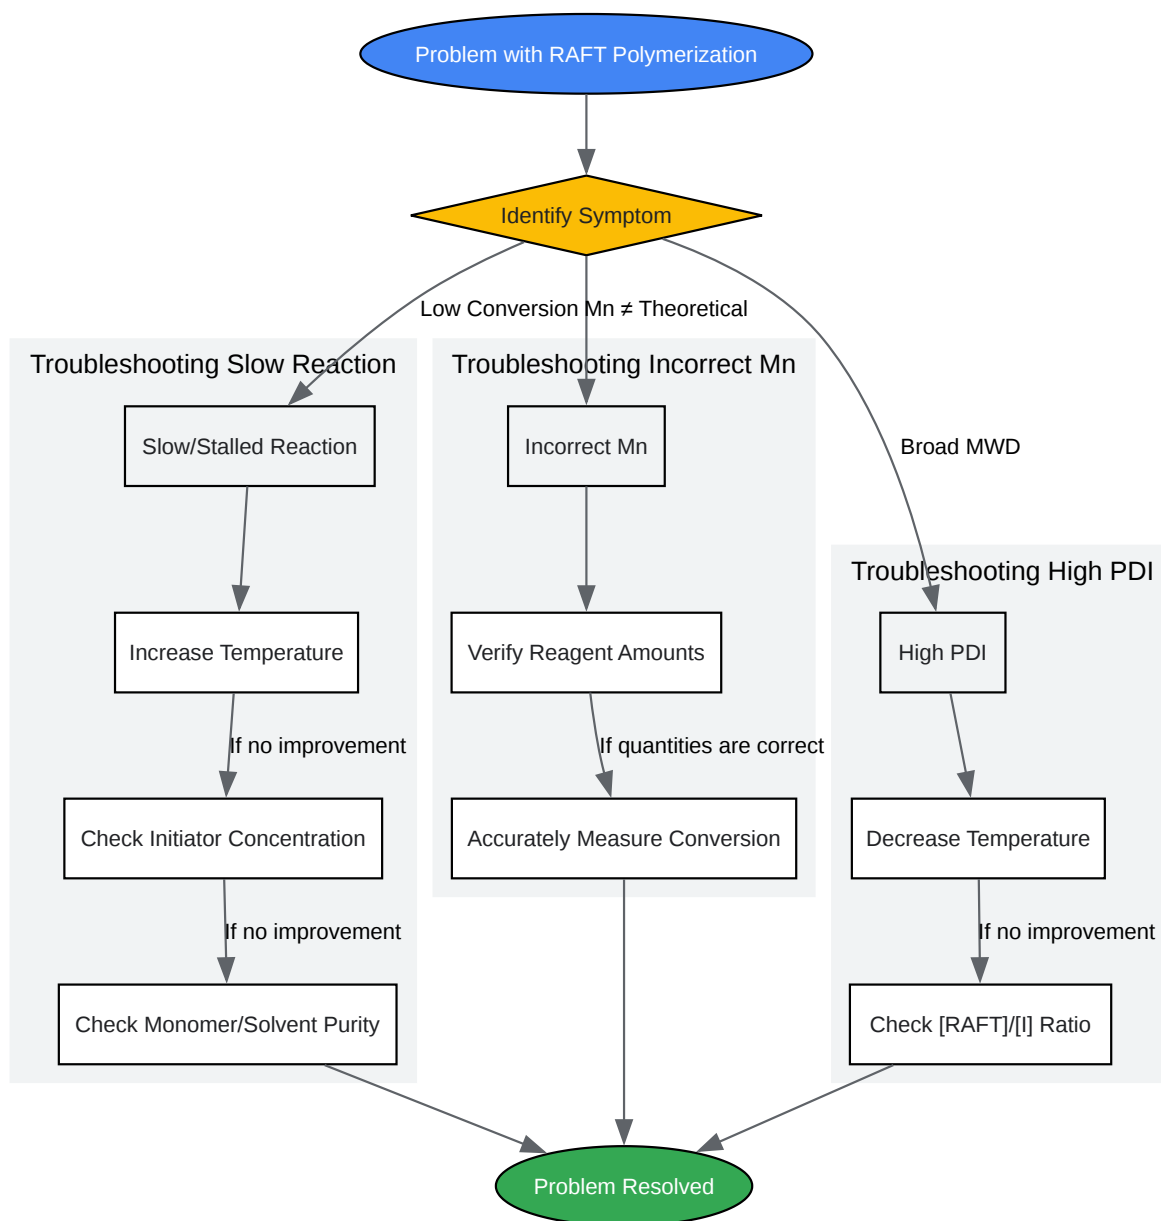 Problem with RAFT Polymerization
Identify Symptom
Low Conversion
Mn ≠ Theoretical
Broad MWD
Troubleshooting Slow Reaction
Slow/Stalled Reaction
Increase Temperature
If no improvement
Check Initiator Concentration
If no improvement
Check Monomer/Solvent Purity
Troubleshooting Incorrect Mn
Incorrect Mn
Verify Reagent Amounts
If quantities are correct
Accurately Measure Conversion
Troubleshooting High PDI
High PDI
Decrease Temperature
If no improvement
Check [RAFT]/[I] Ratio
Problem Resolved